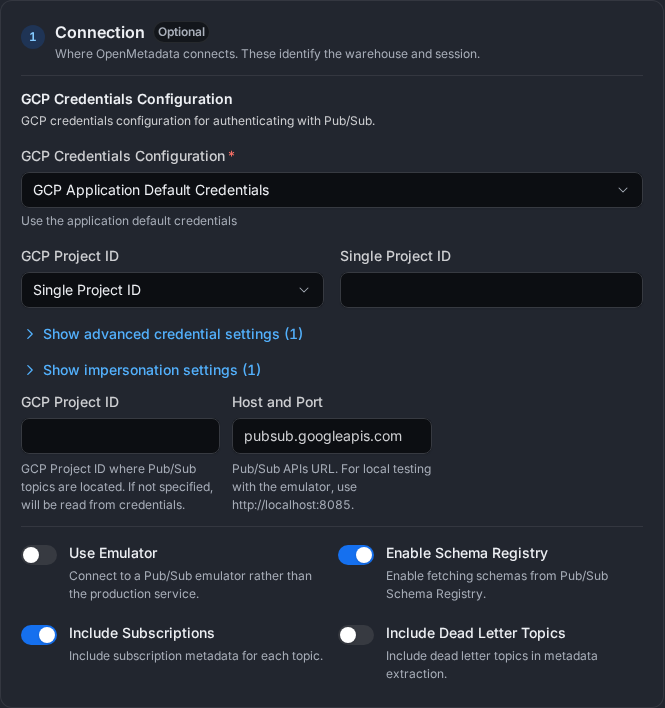 1
Connection Optional
Where OpenMetadata connects. These identify the warehouse and session.
GCP Credentials Configuration
GCP credentials configuration for authenticating with Pub/Sub.
GCP Credentials Configuration *
GCP Application Default Credentials
Use the application default credentials
GCP Project ID
Single Project ID
Single Project ID
Show advanced credential settings (1)
Show impersonation settings (1)
GCP Project ID
GCP Project ID where Pub/Sub
topics are located. If not specified,
will be read from credentials.
Host and Port
pubsub.googleapis.com
Pub/Sub APIs URL. For local testing
with the emulator, use
http://localhost:8085.
Use Emulator
Connect to a Pub/Sub emulator rather than
the production service.
Enable Schema Registry
Enable fetching schemas from Pub/Sub
Schema Registry.
Include Subscriptions
Include subscription metadata for each topic.
Include Dead Letter Topics
Include dead letter topics in metadata
extraction.